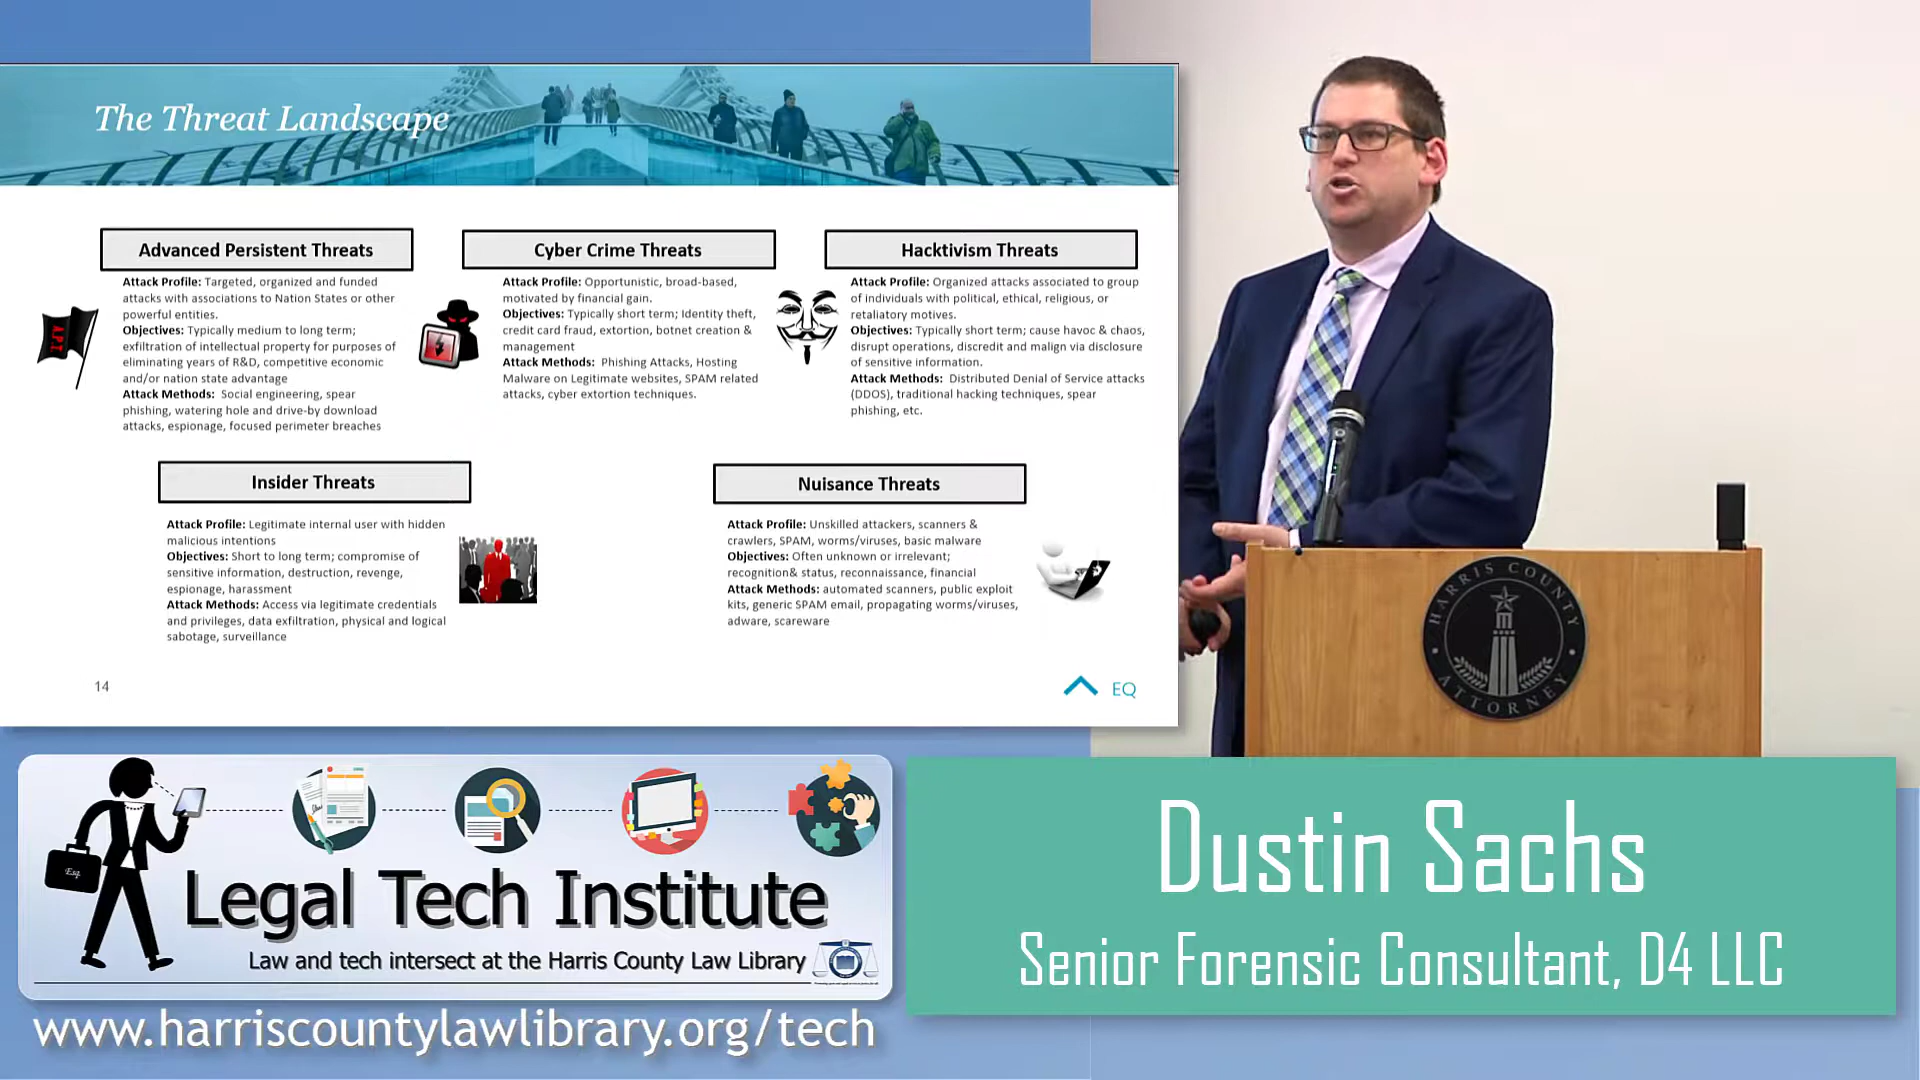 The Threat Landscape
Advanced Persistent Threats
Attack Profile: Targeted, organized and funded
attacks with associations to Nation States or other
powerful entities.
Objectives: Typically medium to long term;
exfiltration of intellectual property for purposes of
eliminating years of R&D, competitive economic
and/or nation state advantage
Attack Methods: Social engineering, spear
phishing, watering hole and drive-by download
attacks, espionage, focused perimeter breaches
A.P.T
Cyber Crime Threats
Attack Profile: Opportunistic, broad-based,
motivated by financial gain.
Objectives: Typically short term; Identity theft,
credit card fraud, extortion, botnet creation &
management
Attack Methods: Phishing Attacks, Hosting
Malware on Legitimate websites, SPAM related
attacks, cyber extortion techniques.
Hacktivism Threats
Attack Profile: Organized attacks associated to group
of individuals with political, ethical, religious, or
retaliatory motives.
Objectives: Typically short term; cause havoc & chaos,
disrupt operations, discredit and malign via disclosure
of sensitive information.
Attack Methods: Distributed Denial of Service attacks
(DDOS), traditional hacking techniques, spear
phishing, etc.
Insider Threats
Attack Profile: Legitimate internal user with hidden
malicious intentions
Objectives: Short to long term; compromise of
sensitive information, destruction, revenge,
espionage, harassment
Attack Methods: Access via legitimate credentials
and privileges, data exfiltration, physical and logical
sabotage, surveillance
Nuisance Threats
Attack Profile: Unskilled attackers, scanners &
crawlers, SPAM, worms/viruses, basic malware
Objectives: Often unknown or irrelevant;
recognition& status, reconnaissance, financial
Attack Methods: automated scanners, public exploit
kits, generic SPAM email, propagating worms/viruses,
adware, scareware
14
EQ
HARRIS COUNTY
ATTORNEY
Esq.
Legal Tech Institute
Law and tech intersect at the Harris County Law Library
www.harriscountylawlibrary.org/tech
Dustin Sachs
Senior Forensic Consultant, D4 LLC